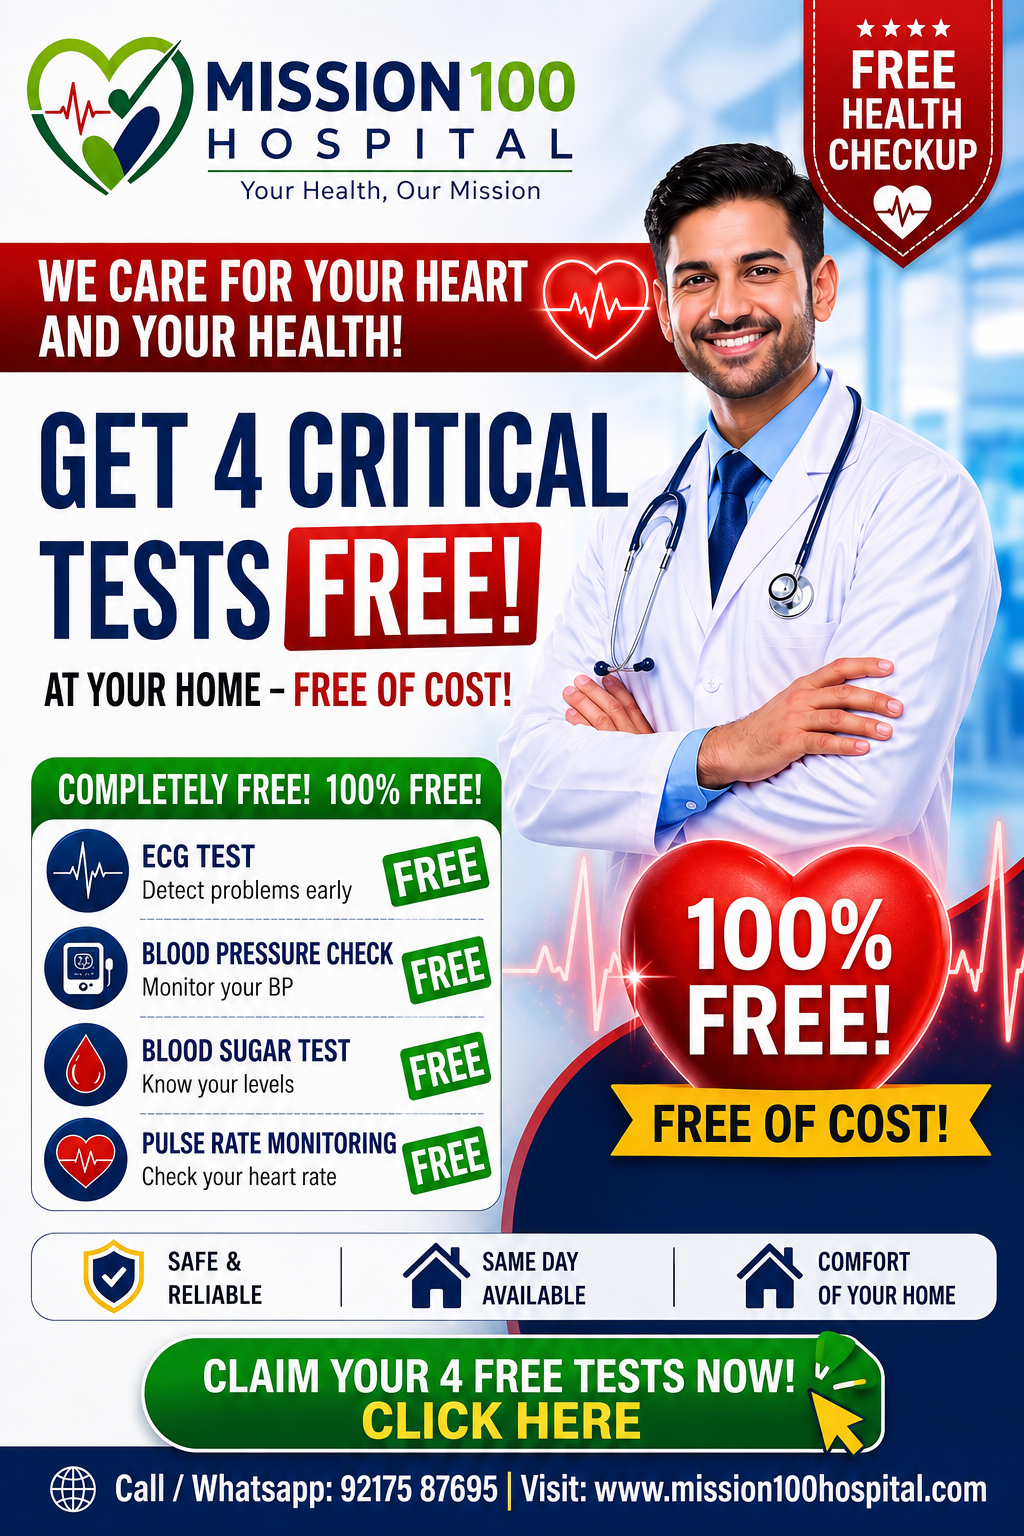 MISSION 100
HOSPITAL
Your Health, Our Mission
FREE
HEALTH
CHECKUP
WE CARE FOR YOUR HEART
AND YOUR HEALTH!
GET 4 CRITICAL
TESTS FREE!
AT YOUR HOME – FREE OF COST!
COMPLETELY FREE! 100% FREE!
ECG TEST
Detect problems early
FREE
BLOOD PRESSURE CHECK
Monitor your BP
FREE
BLOOD SUGAR TEST
Know your levels
FREE
PULSE RATE MONITORING
Check your heart rate
FREE
100%
FREE!
FREE OF COST!
SAFE &
RELIABLE
SAME DAY
AVAILABLE
COMFORT
OF YOUR HOME
CLAIM YOUR 4 FREE TESTS NOW!
CLICK HERE
Call / Whatsapp: 92175 87695 | Visit: www.mission100hospital.com